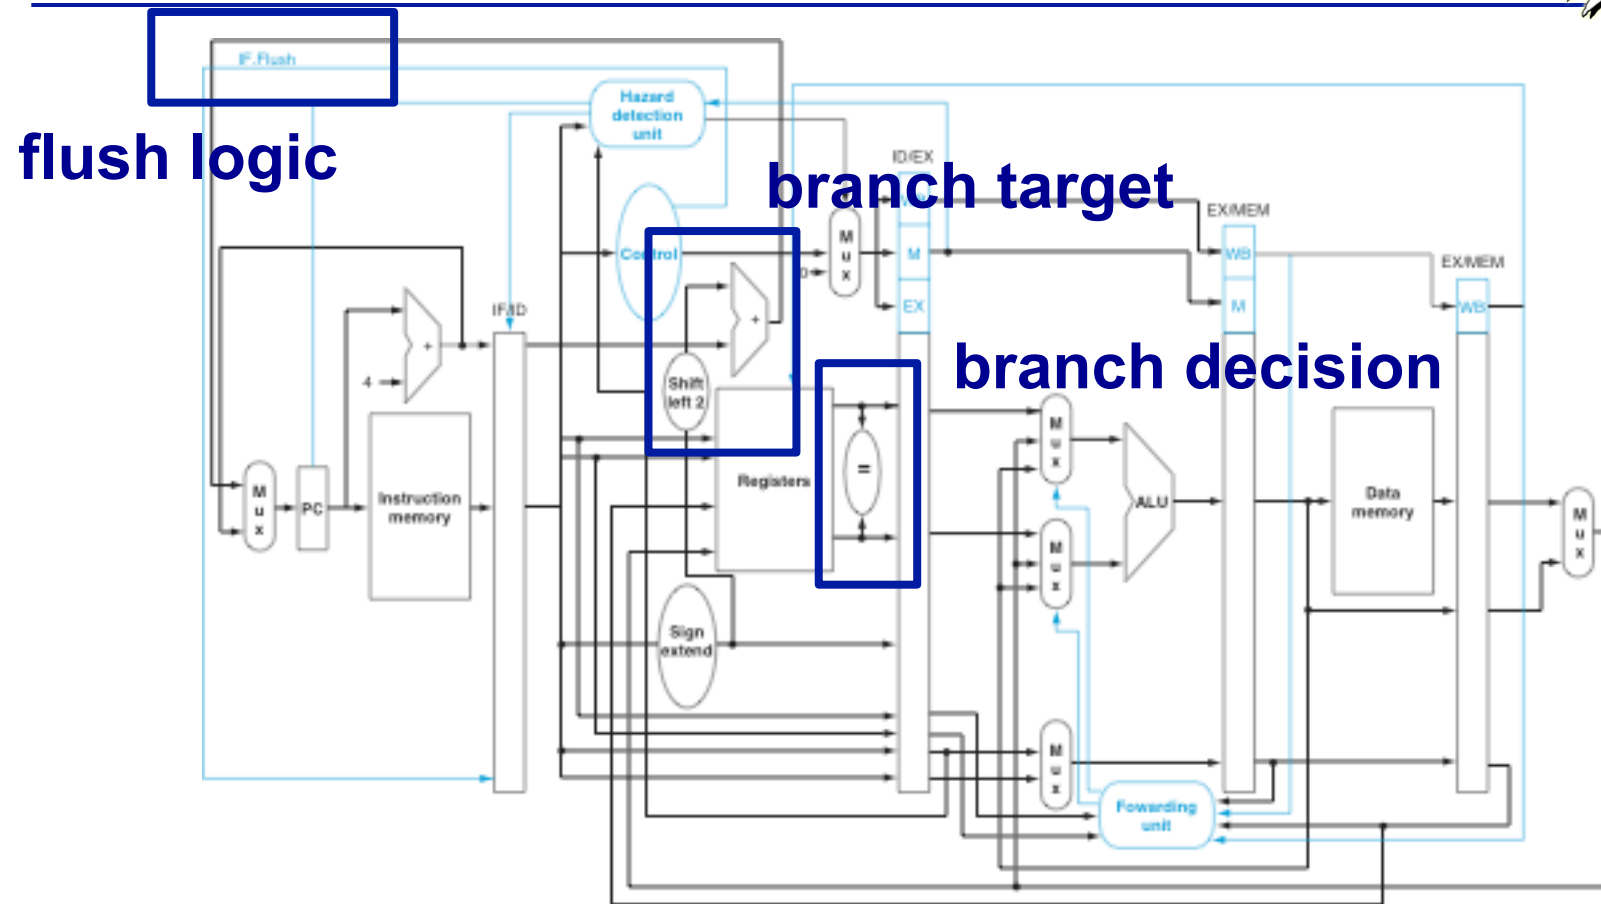 IF.Flush
Hazard
detection
unit
flush logic
ID/EX
branch target
EX/MEM
M
u
x
Control
M
WB
EX/MEM
0
EX
M
WB
IF/ID
+
+
branch decision
4
Shift
left 2
M
u
x
=
Registers
M
u
x
PC
Instruction
memory
ALU
Data
memory
M
u
x
M
u
x
Sign
extend
M
u
x
Fowarding
unit